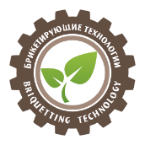 БРИКЕТИРУЮЩИЕ ТЕХНОЛОГИИ
BRIQUETTING TECHNOLOGY